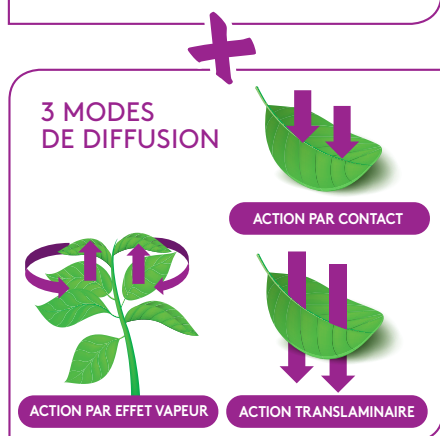 3 MODES
DE DIFFUSION
ACTION PAR CONTACT
ACTION PAR EFFET VAPEUR
ACTION TRANSLAMINAIRE